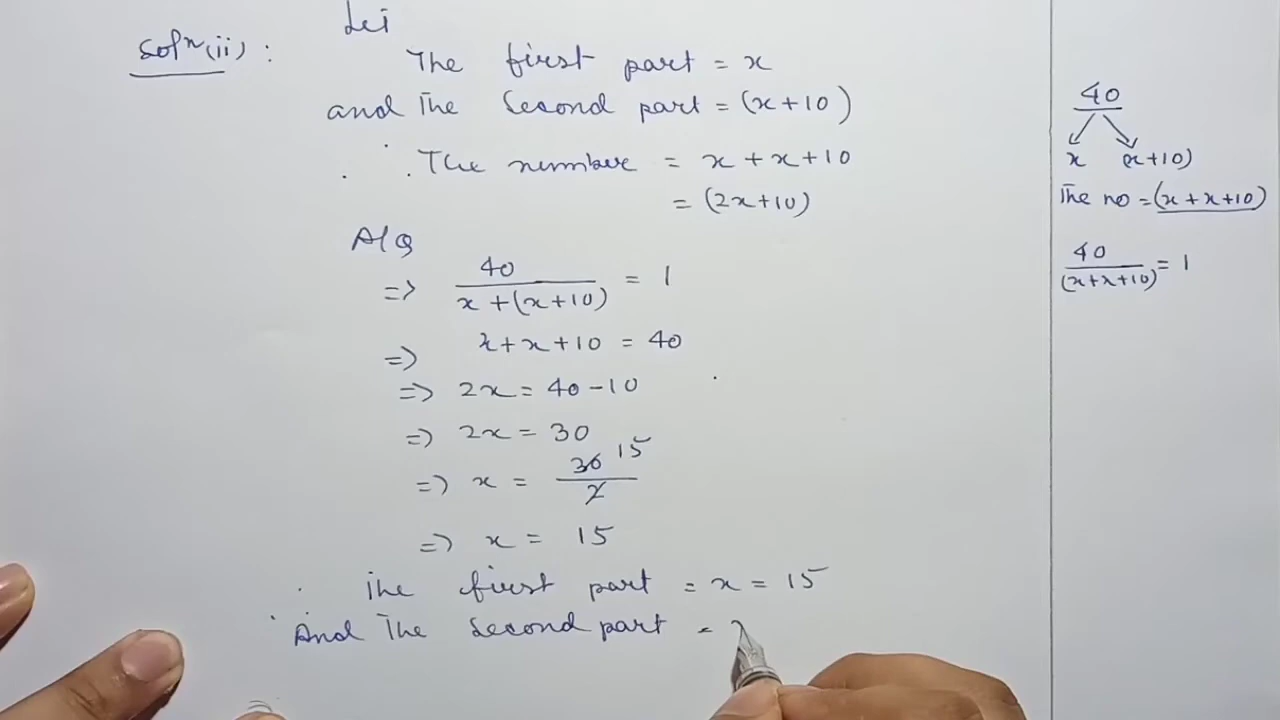 Let
Solⁿ(ii) :
The first part = x
and The Second part = (x+10)
∴ The number = x + x + 10
= (2x+10)
A/Q
=> 40/(x+(x+10)) = 1
=> x+x+10 = 40
=> 2x = 40-10
=> 2x = 30
=> x = 30/2 15
=> x = 15
∴ The first part = x = 15
And The Second part =
40
x (x+10)
The no = (x+x+10)
40/(x+x+10) = 1